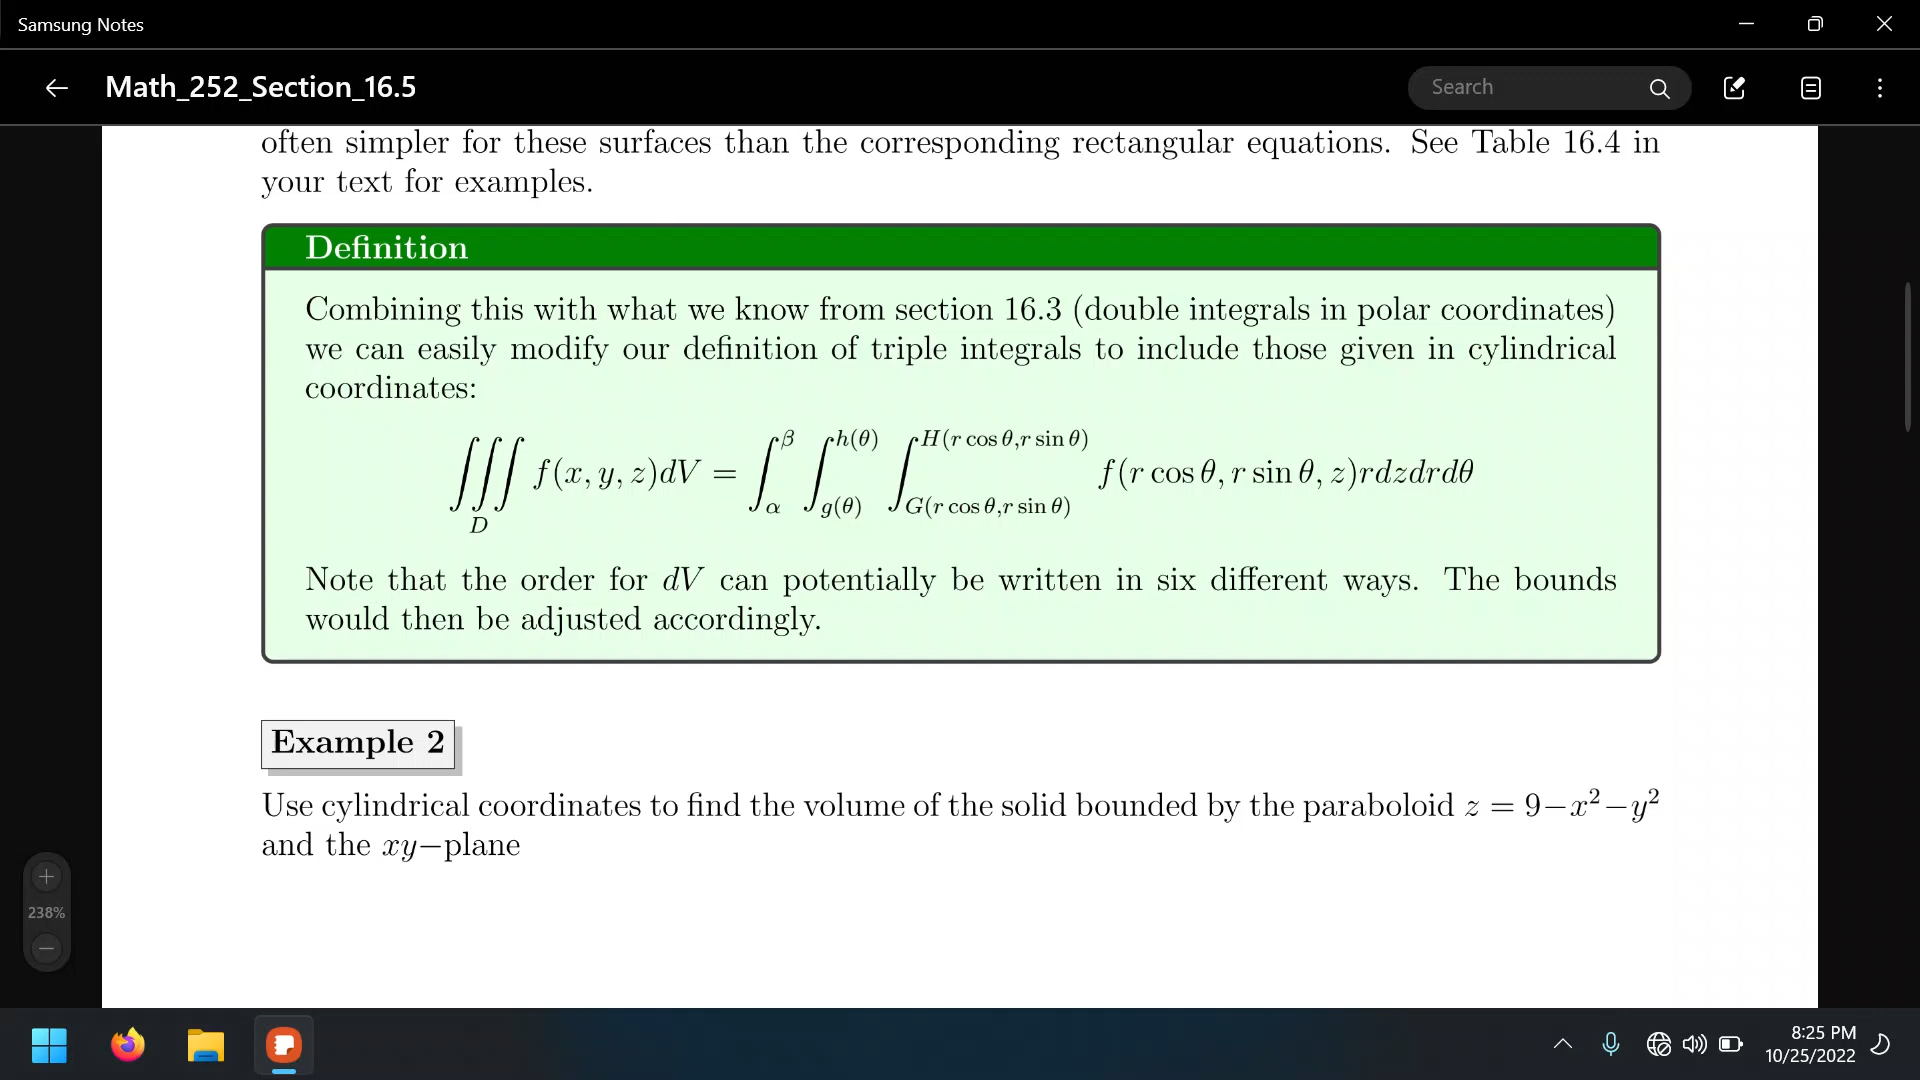 Samsung Notes
Math_252_Section_16.5
Search
often simpler for these surfaces than the corresponding rectangular equations. See Table 16.4 in
your text for examples.
Definition
Combining this with what we know from section 16.3 (double integrals in polar coordinates)
we can easily modify our definition of triple integrals to include those given in cylindrical
coordinates:
∭_D f(x, y, z)dV = ∫_α^β ∫_{g(θ)}^{h(θ)} ∫_{G(r cos θ,r sin θ)}^{H(r cos θ,r sin θ)} f(r cos θ, r sin θ, z)rdzdrdθ
Note that the order for dV can potentially be written in six different ways. The bounds
would then be adjusted accordingly.
Example 2
Use cylindrical coordinates to find the volume of the solid bounded by the paraboloid z = 9−x²−y²
and the xy−plane
238%
8:25 PM
10/25/2022